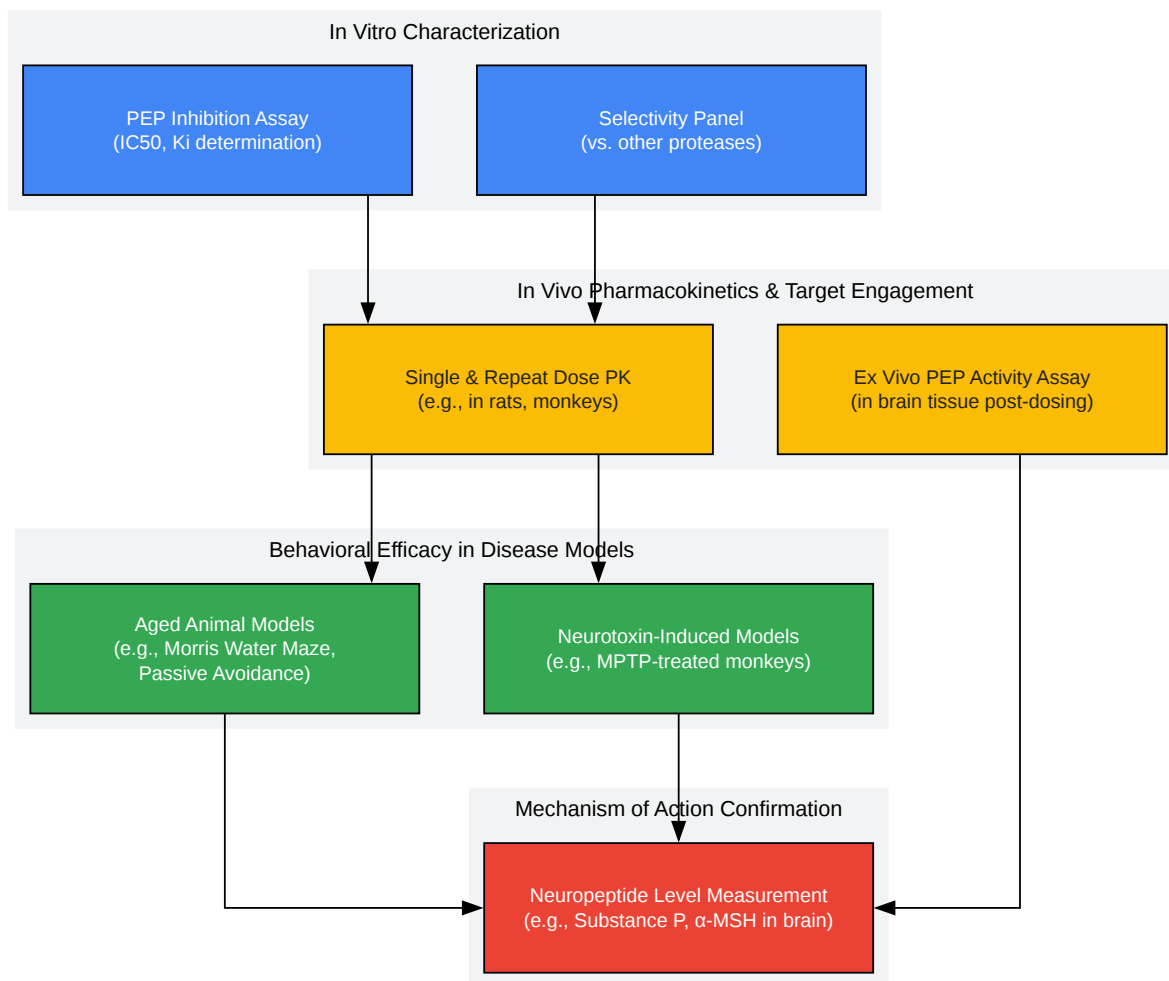 In Vitro Characterization
PEP Inhibition Assay
(IC50, Ki determination)
Selectivity Panel
(vs. other proteases)
In Vivo Pharmacokinetics & Target Engagement
Single & Repeat Dose PK
(e.g., in rats, monkeys)
Ex Vivo PEP Activity Assay
(in brain tissue post-dosing)
Behavioral Efficacy in Disease Models
Aged Animal Models
(e.g., Morris Water Maze,
Passive Avoidance)
Neurotoxin-Induced Models
(e.g., MPTP-treated monkeys)
Mechanism of Action Confirmation
Neuropeptide Level Measurement
(e.g., Substance P, α-MSH in brain)